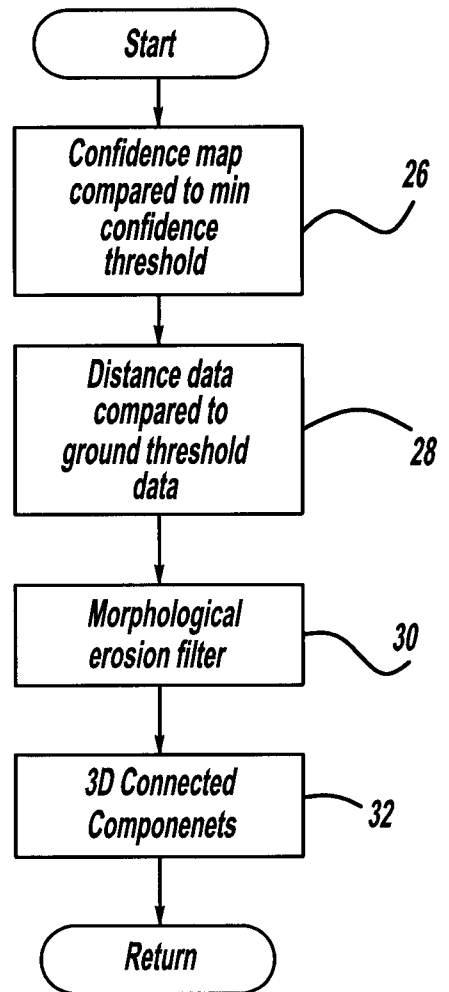 Start
Confidence map
compared to min
confidence
threshold
26
Distance data
compared to
ground threshold
data
28
Morphological
erosion filter
30
3D Connected
Componenets
32
Return